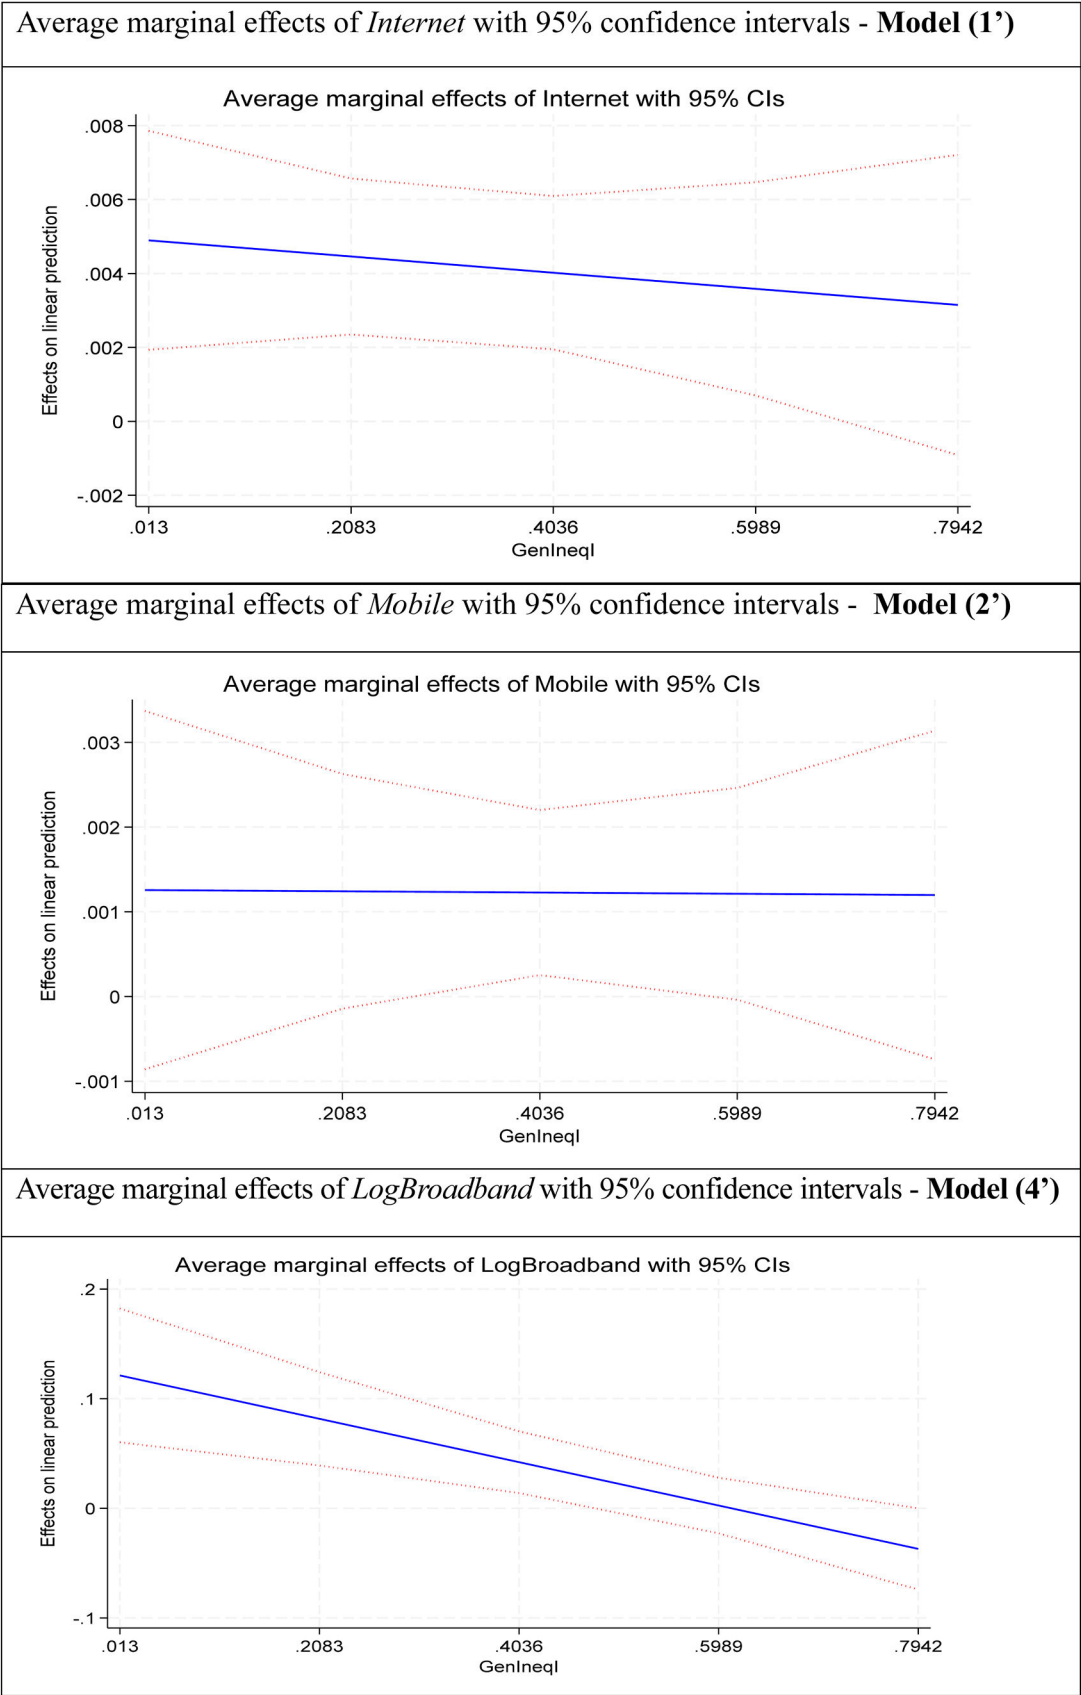 Average marginal effects of Internet with 95% confidence intervals - Model (1’)
Average marginal effects of Internet with 95% CIs
Effects on linear prediction
.008
.006
.004
.002
0
-.002
.013 .2083 .4036 .5989 .7942
GenIneqI
Average marginal effects of Mobile with 95% confidence intervals - Model (2’)
Average marginal effects of Mobile with 95% CIs
Effects on linear prediction
.003
.002
.001
0
-.001
.013 .2083 .4036 .5989 .7942
GenIneqI
Average marginal effects of LogBroadband with 95% confidence intervals - Model (4’)
Average marginal effects of LogBroadband with 95% CIs
Effects on linear prediction
.2
.1
0
-.1
.013 .2083 .4036 .5989 .7942
GenIneqI